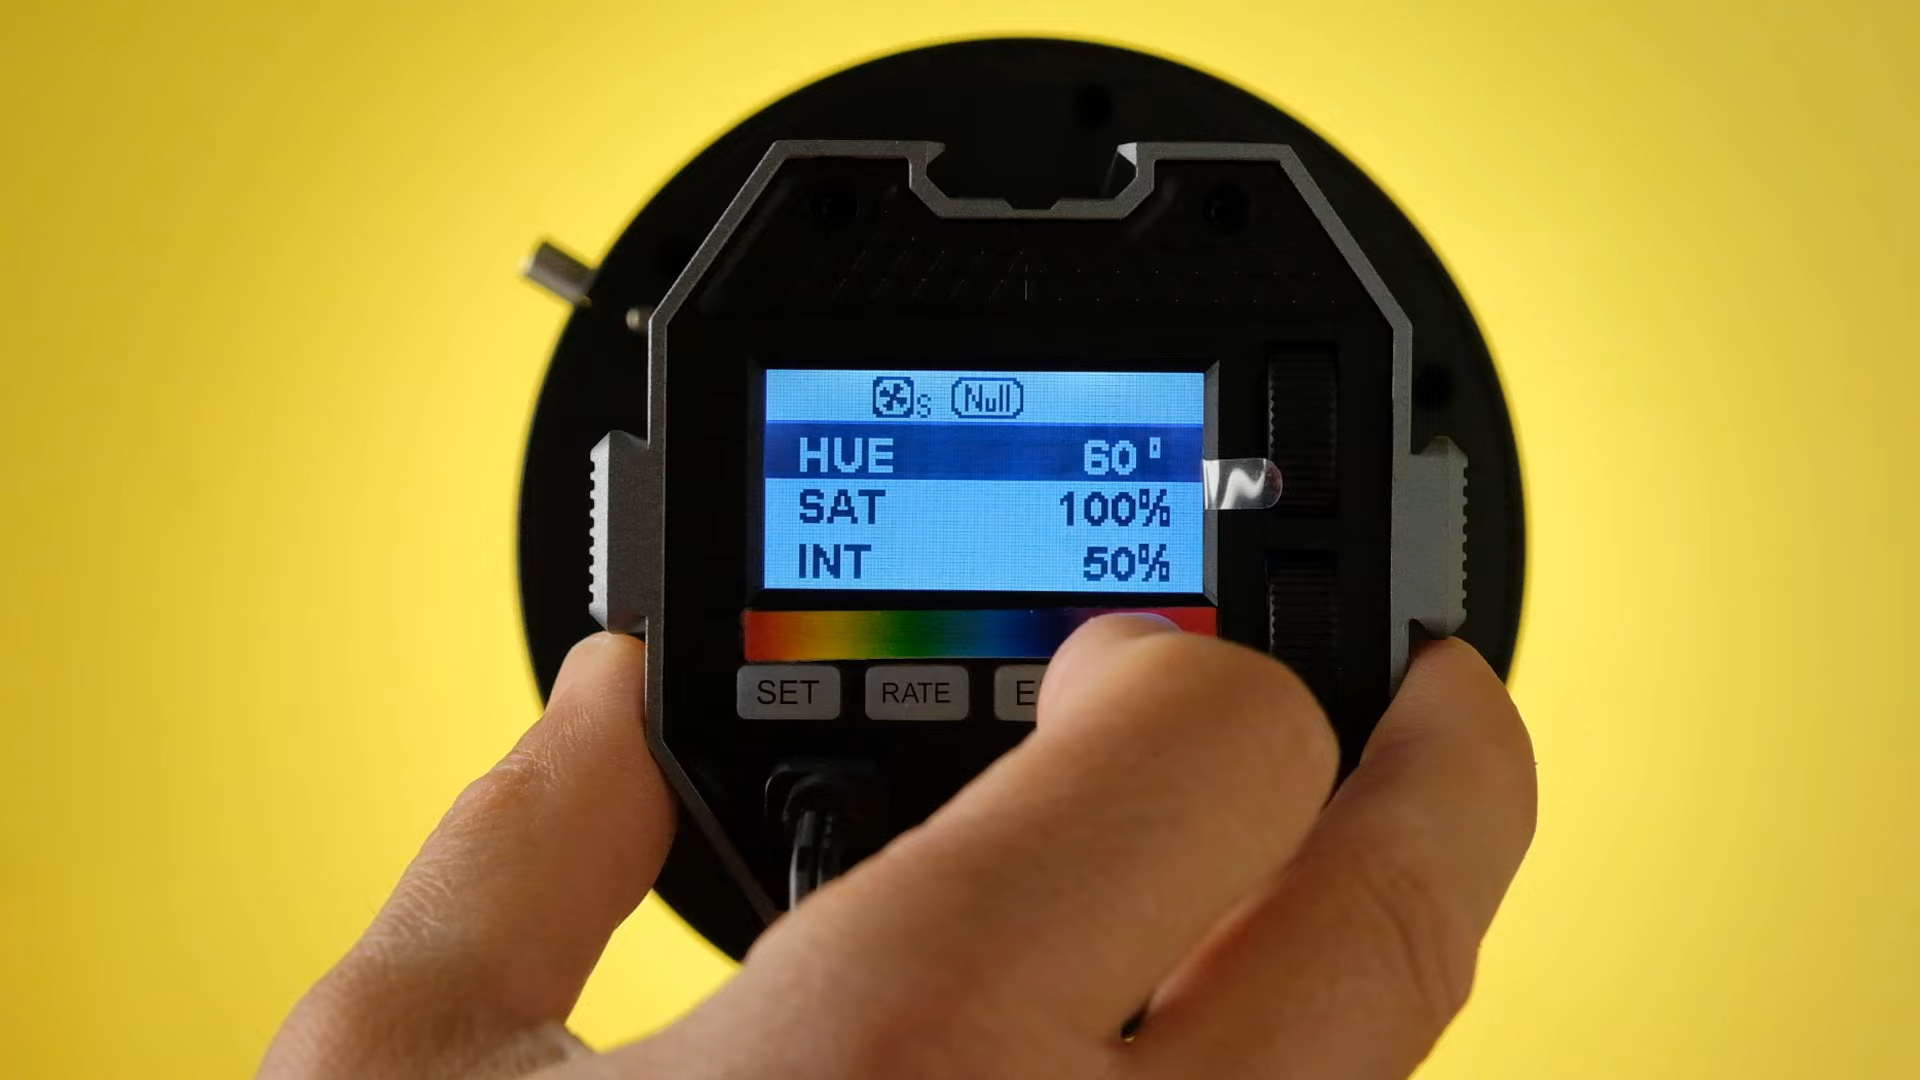 S Null
HUE 60°
SAT 100%
INT 50%
SET RATE